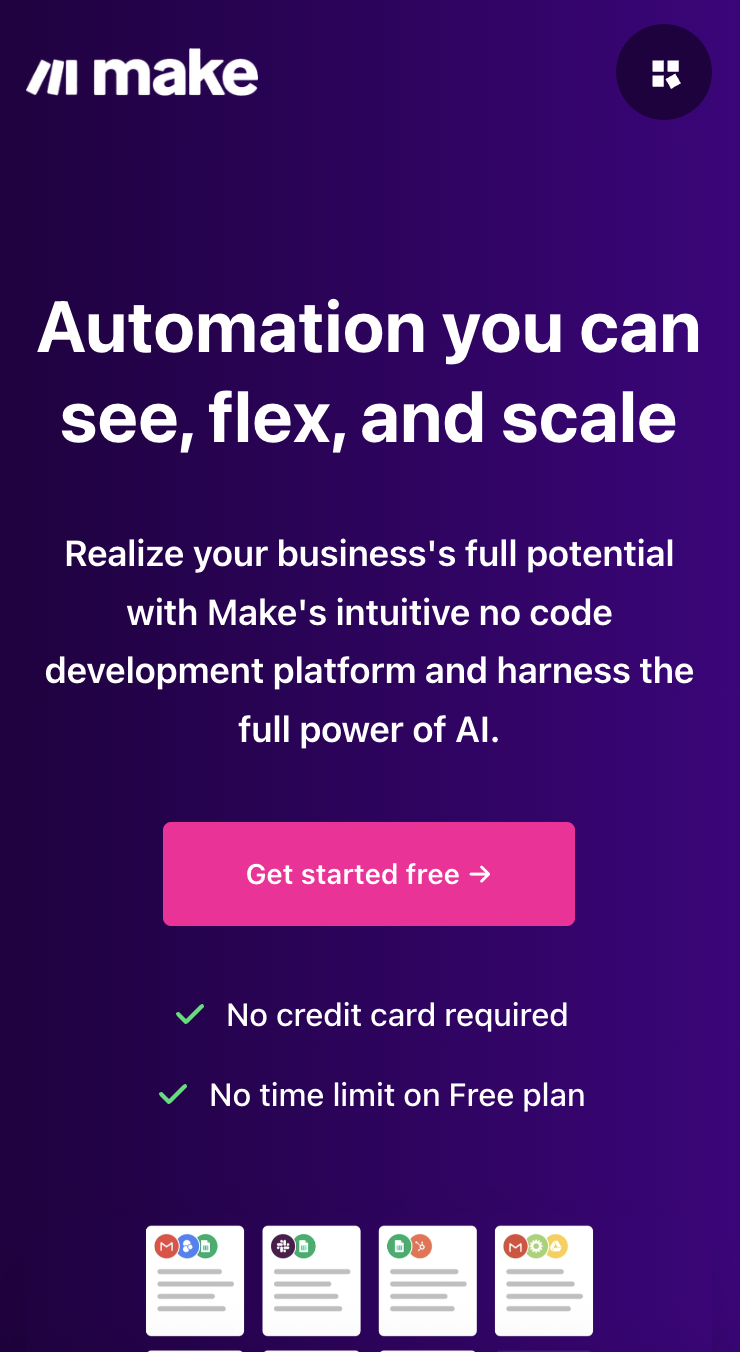 make
Automation you can
see, flex, and scale
Realize your business's full potential
with Make's intuitive no code
development platform and harness the
full power of AI.
Get started free →
No credit card required
No time limit on Free plan